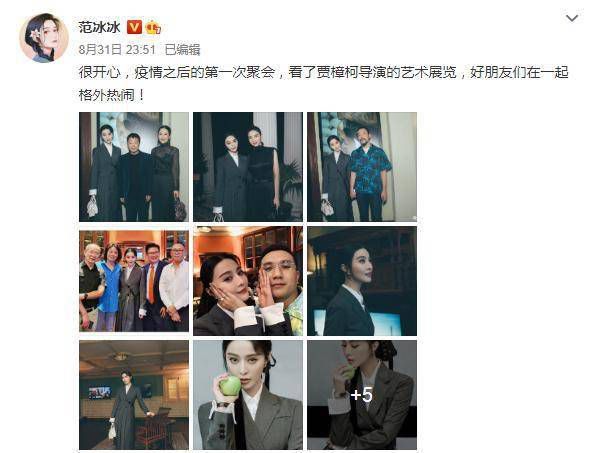 范冰冰
8月31日 23:51 已编辑
很开心，疫情之后的第一次聚会，看了贾樟柯导演的艺术展览，好朋友们在一起
格外热闹！
+5